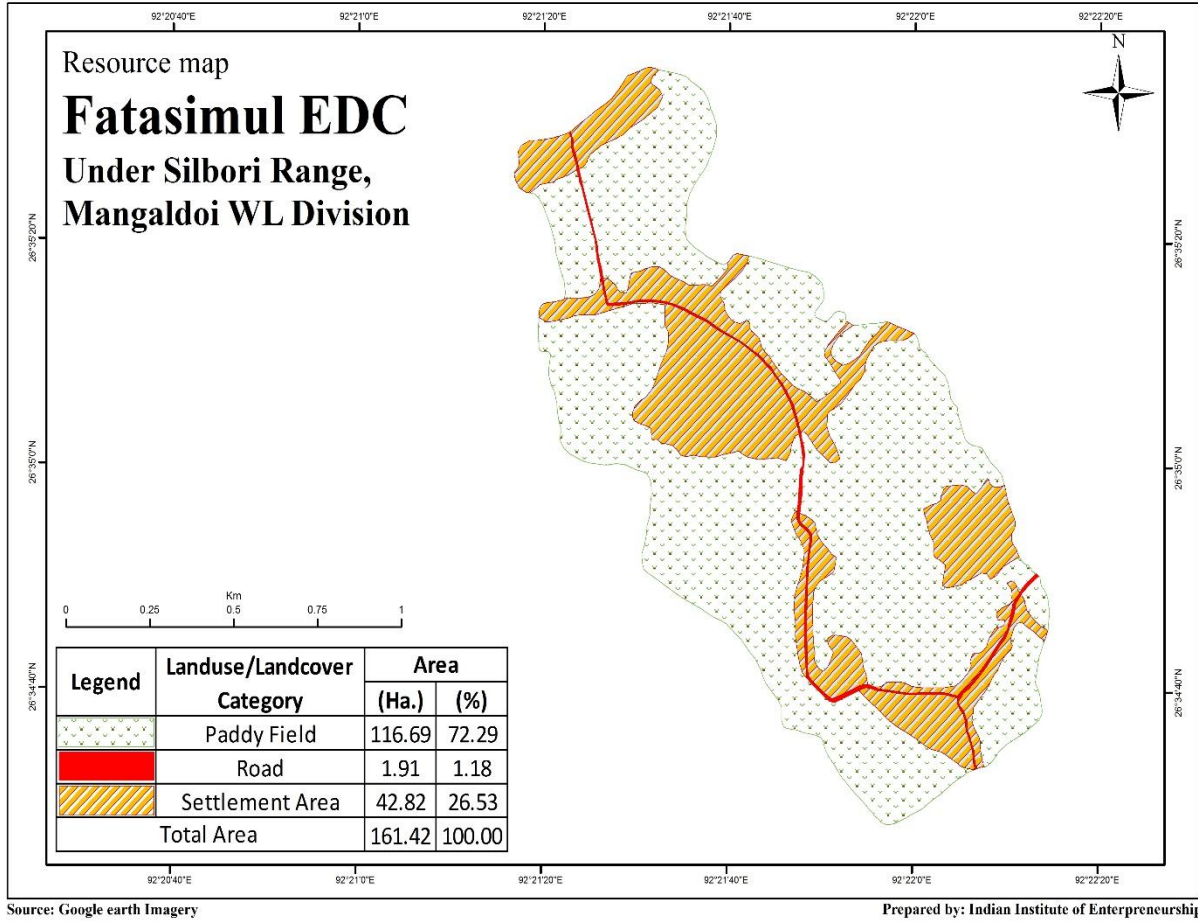 92°20'40"E 92°21'0"E 92°21'20"E 92°21'40"E 92°22'0"E 92°22'20"E
Resource map
Fatasimul EDC
Under Silbori Range,
Mangaldoi WL Division
N
26°35'20"N 26°35'20"N
26°35'0"N 26°35'0"N
26°34'40"N 26°34'40"N
Km
0 0.25 0.5 0.75 1
Legend Landuse/Landcover Category Area
(Ha.) (%)
Paddy Field 116.69 72.29
Road 1.91 1.18
Settlement Area 42.82 26.53
Total Area 161.42 100.00
92°20'40"E 92°21'0"E 92°21'20"E 92°21'40"E 92°22'0"E 92°22'20"E
Source: Google earth Imagery Prepared by: Indian Institute of Enterpreneurship